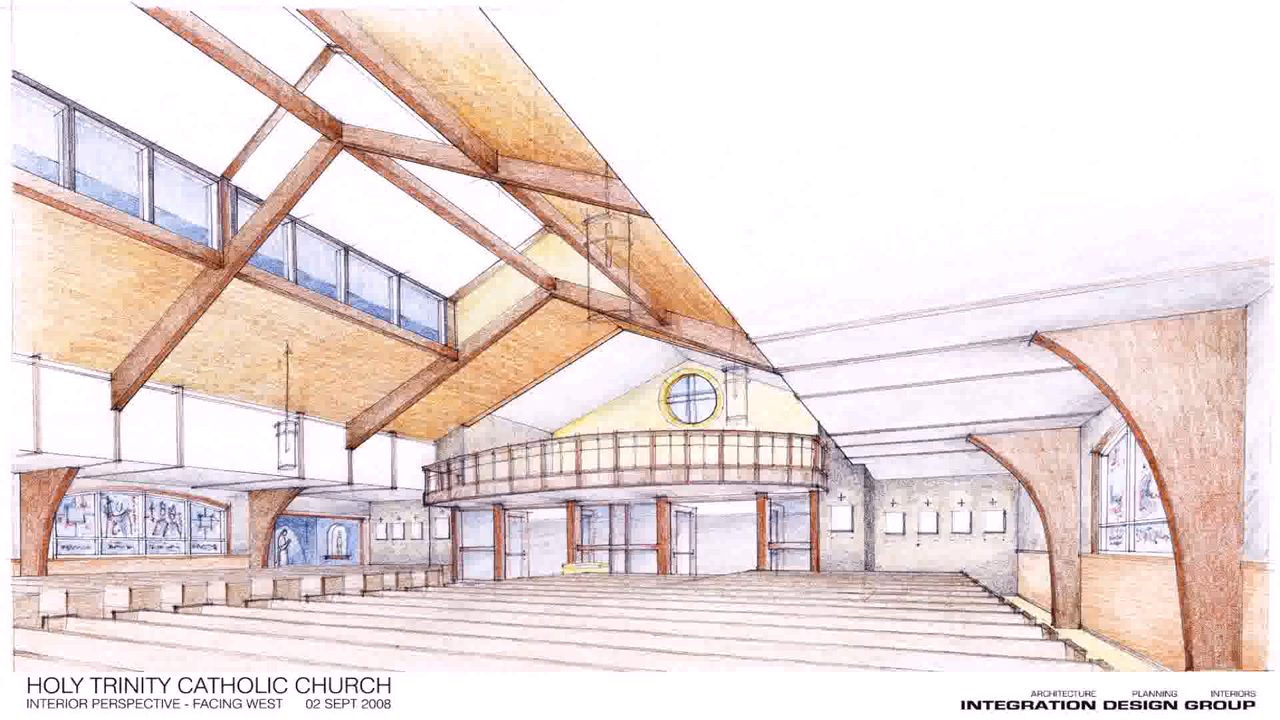 HOLY TRINITY CATHOLIC CHURCH
INTERIOR PERSPECTIVE - FACING WEST 02 SEPT 2008
ARCHITECTURE PLANNING INTERIORS
INTEGRATION DESIGN GROUP